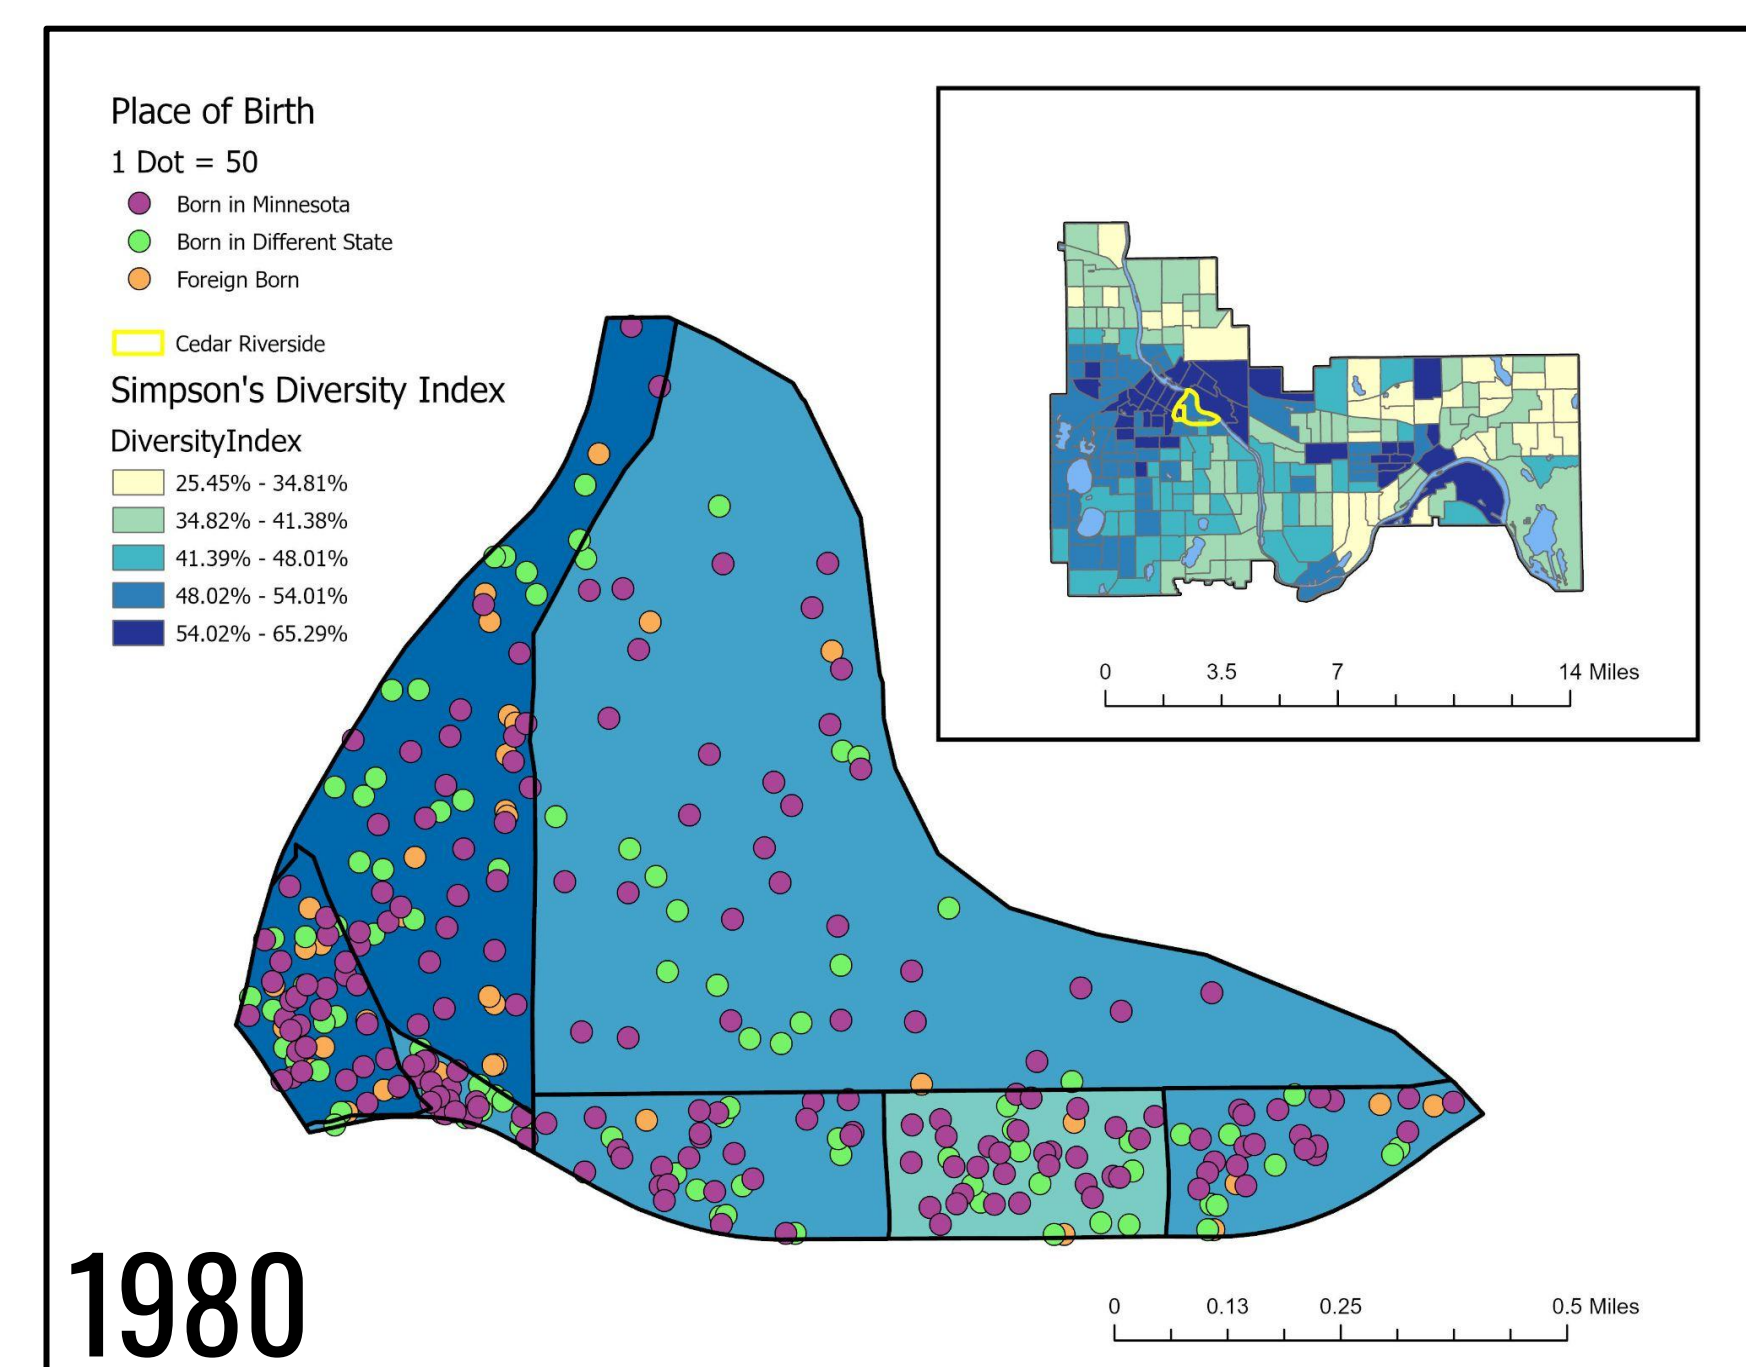 Place of Birth
1 Dot = 50
Born in Minnesota
Born in Different State
Foreign Born
Cedar Riverside
Simpson's Diversity Index
DiversityIndex
25.45% - 34.81%
34.82% - 41.38%
41.39% - 48.01%
48.02% - 54.01%
54.02% - 65.29%
0 3.5 7 14 Miles
1980
0 0.13 0.25 0.5 Miles